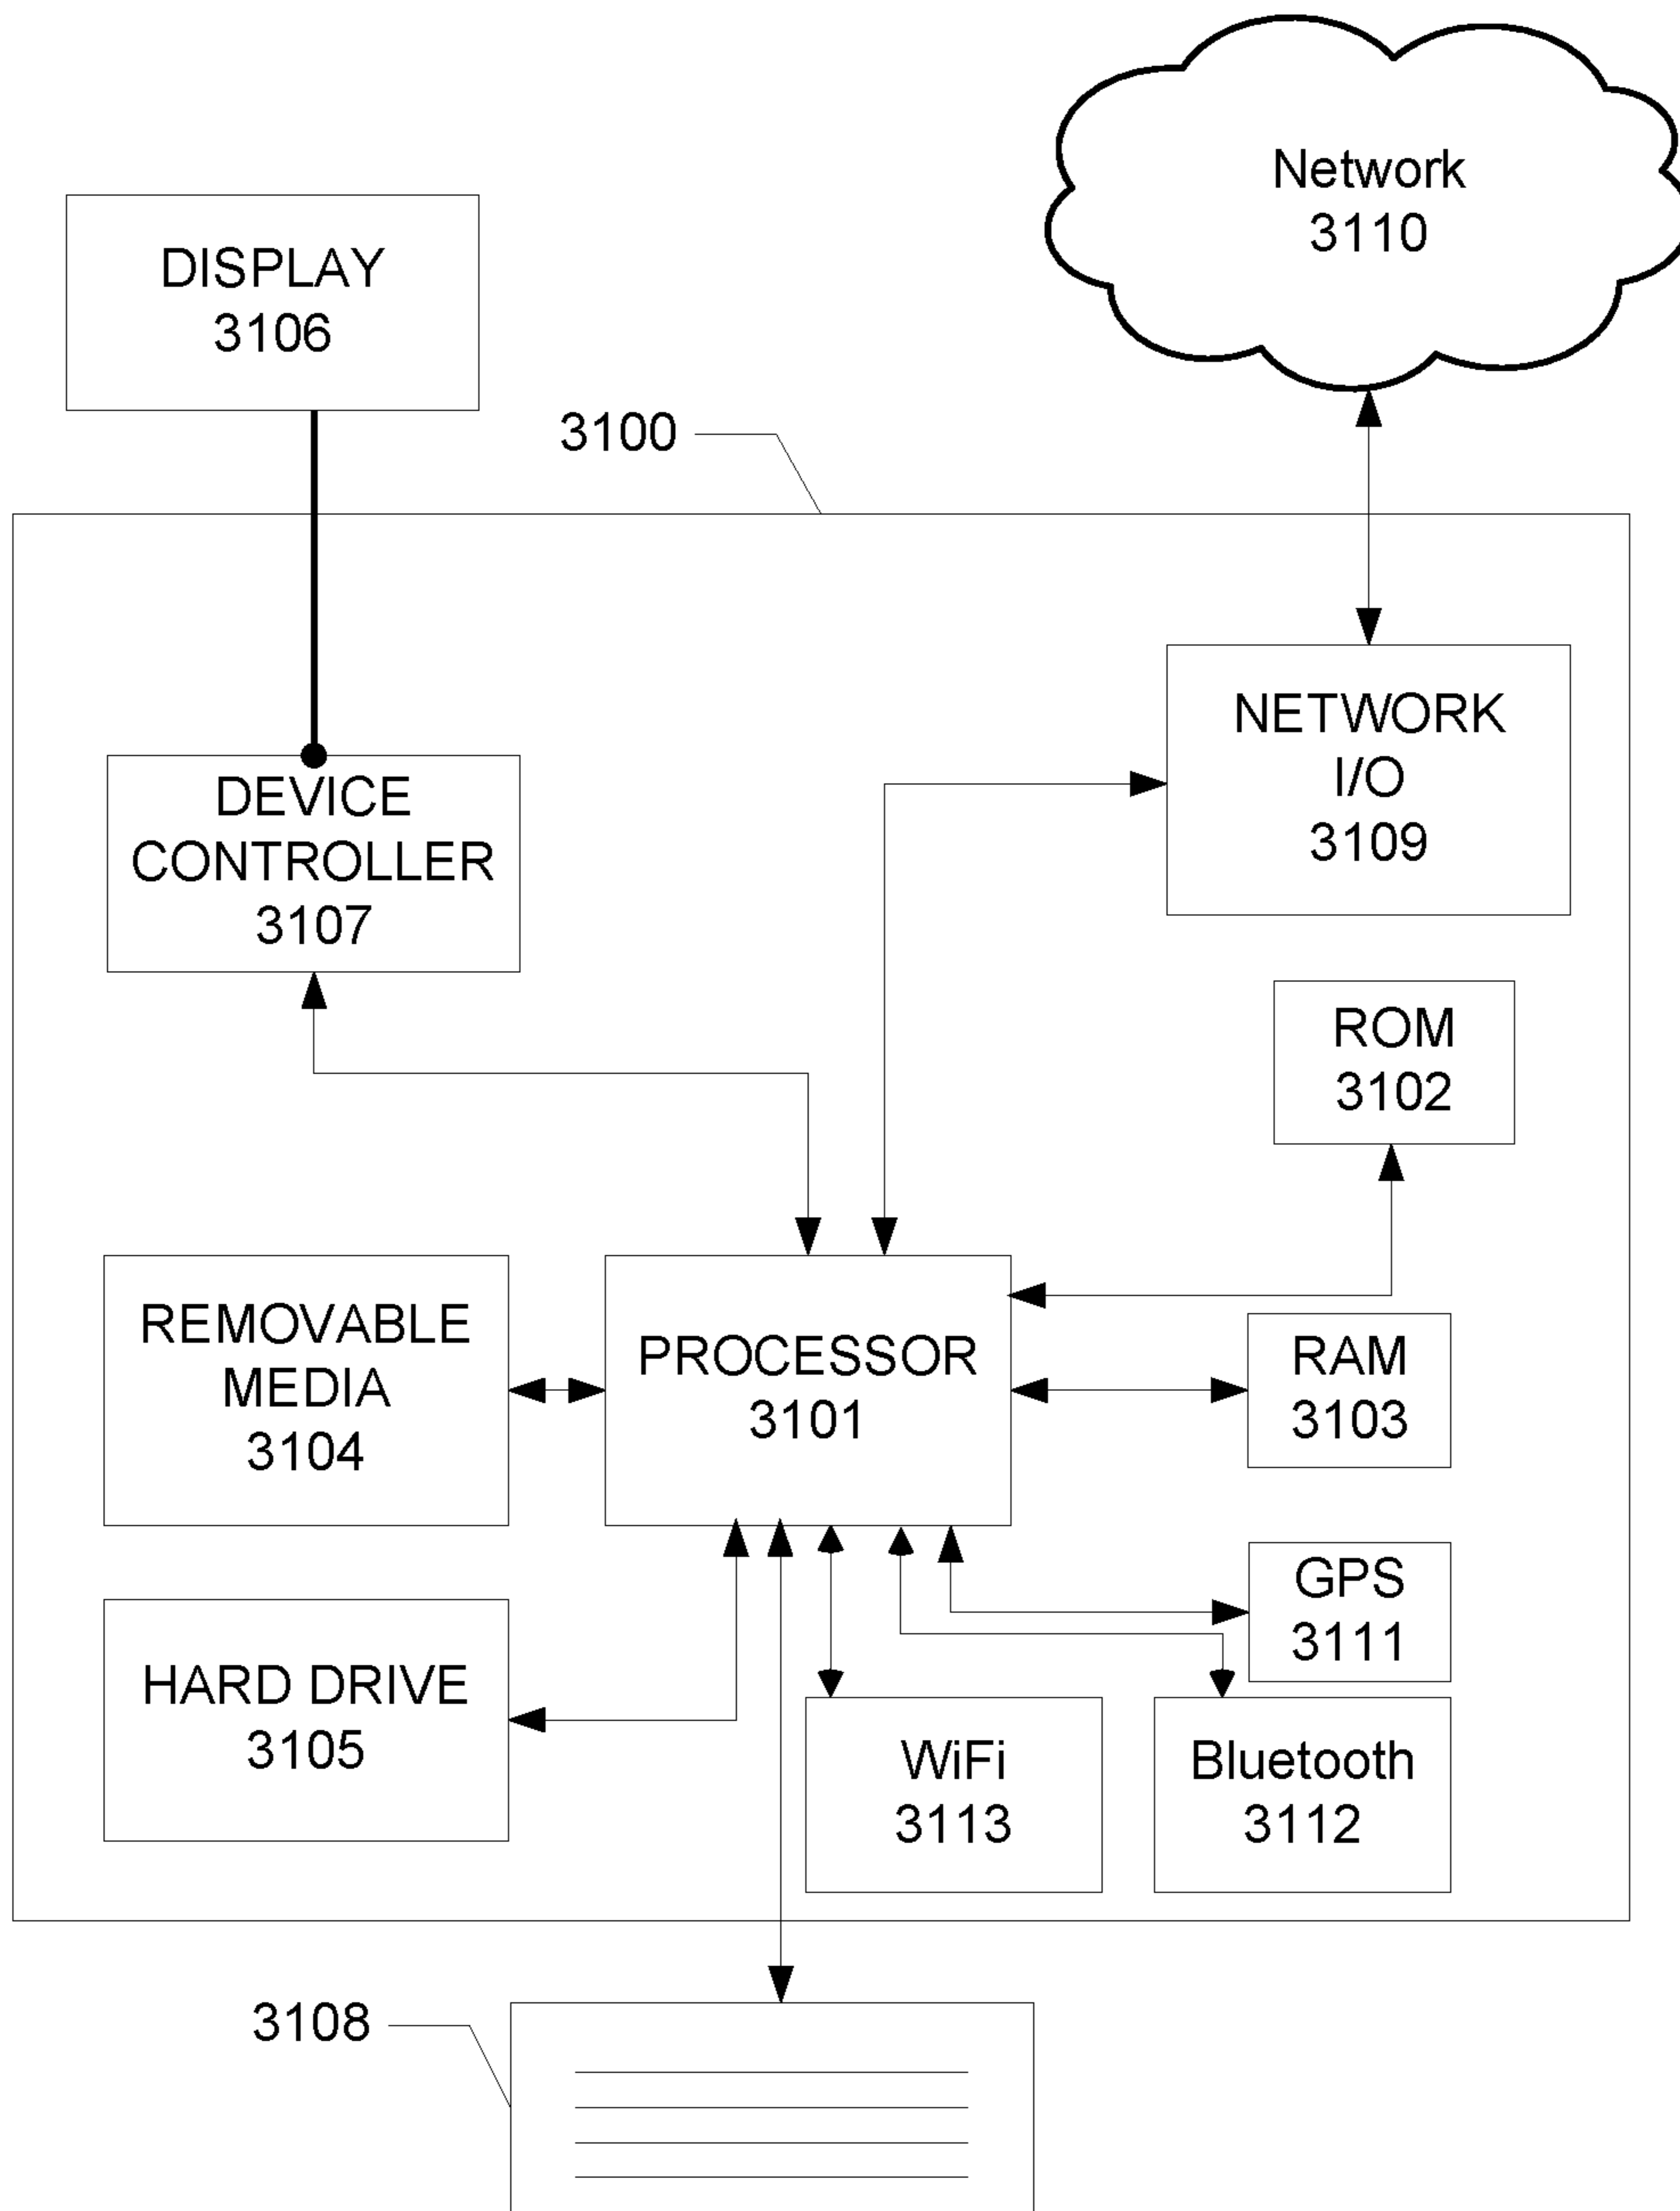 Network
3110
DISPLAY
3106
3100
NETWORK
I/O
3109
DEVICE
CONTROLLER
3107
ROM
3102
REMOVABLE
MEDIA
3104
PROCESSOR
3101
RAM
3103
GPS
3111
HARD DRIVE
3105
WiFi
3113
Bluetooth
3112
3108